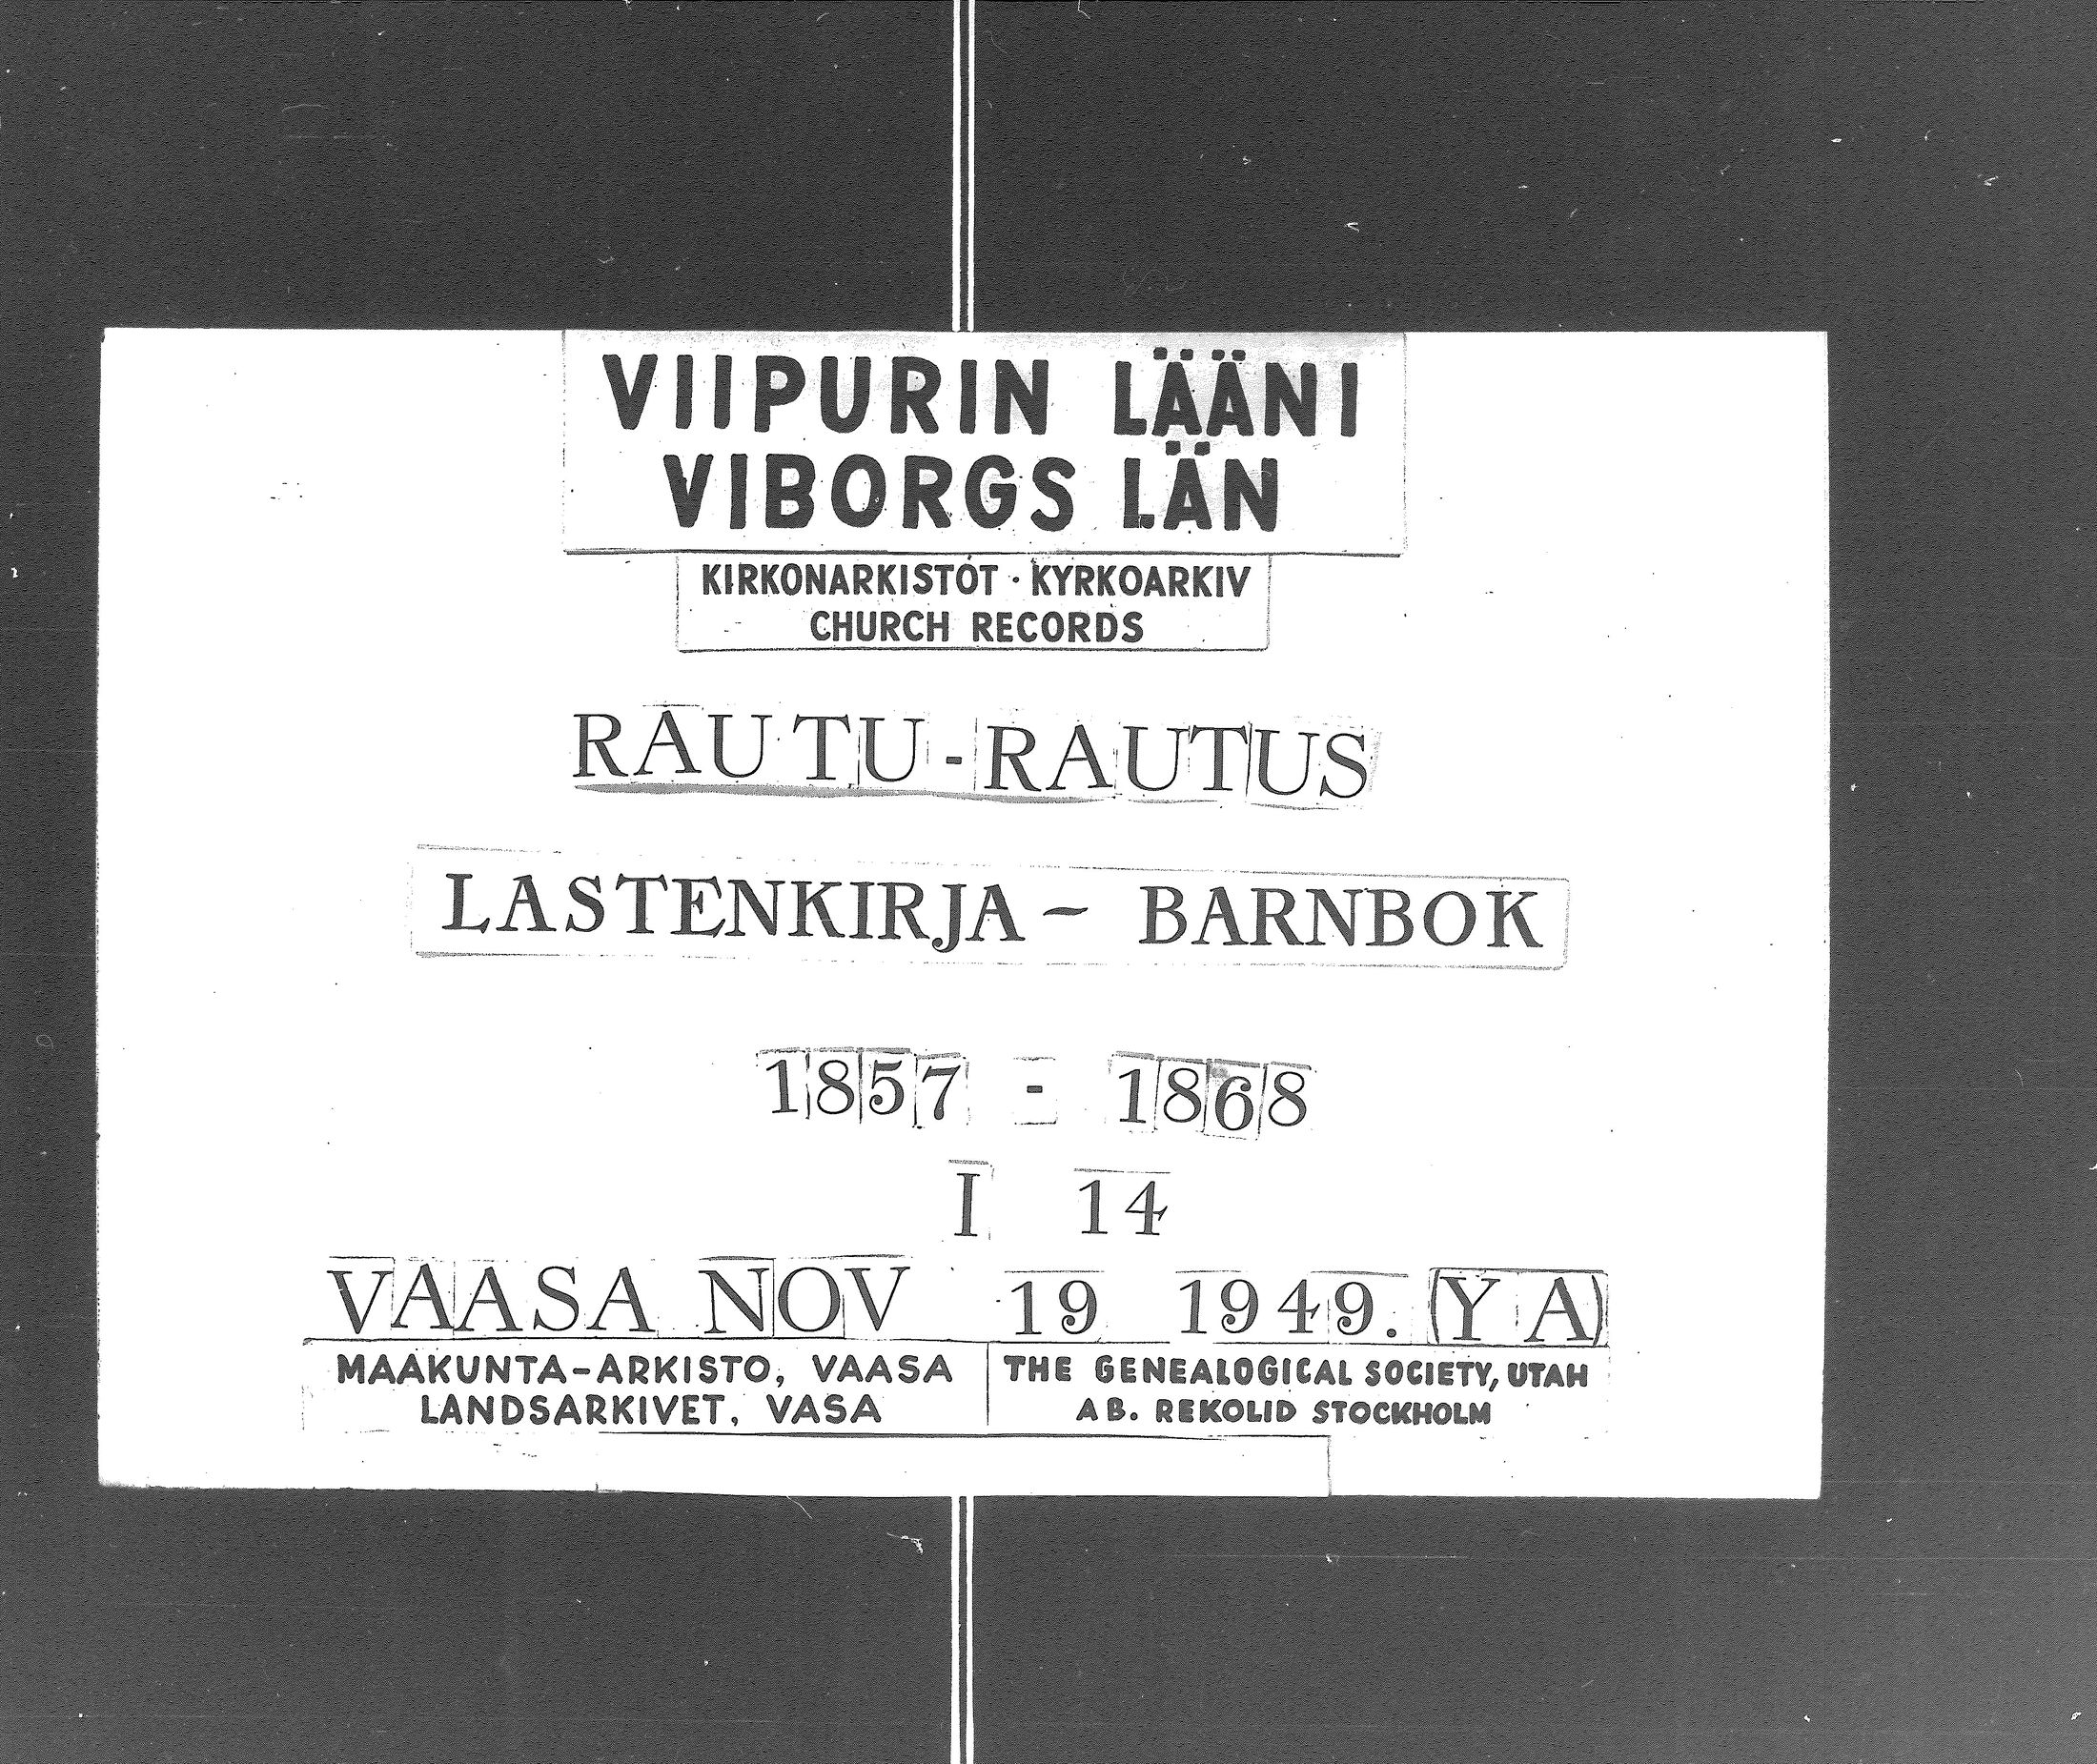 VIIPURIN LÄÄNI
VIBORGS LÄN
KIRKONARKISTOT · KYRKOARKIV
CHURCH RECORDS
RAUTU - RAUTUS
LASTENKIRJA - BARNBOK
1857 - 1868
I 14
VAASA NOV 19 1949. (YA)
MAAKUNTA-ARKISTO, VAASA
LANDSARKIVET, VASA
THE GENEALOGICAL SOCIETY, UTAH
AB. REKOLID STOCKHOLM